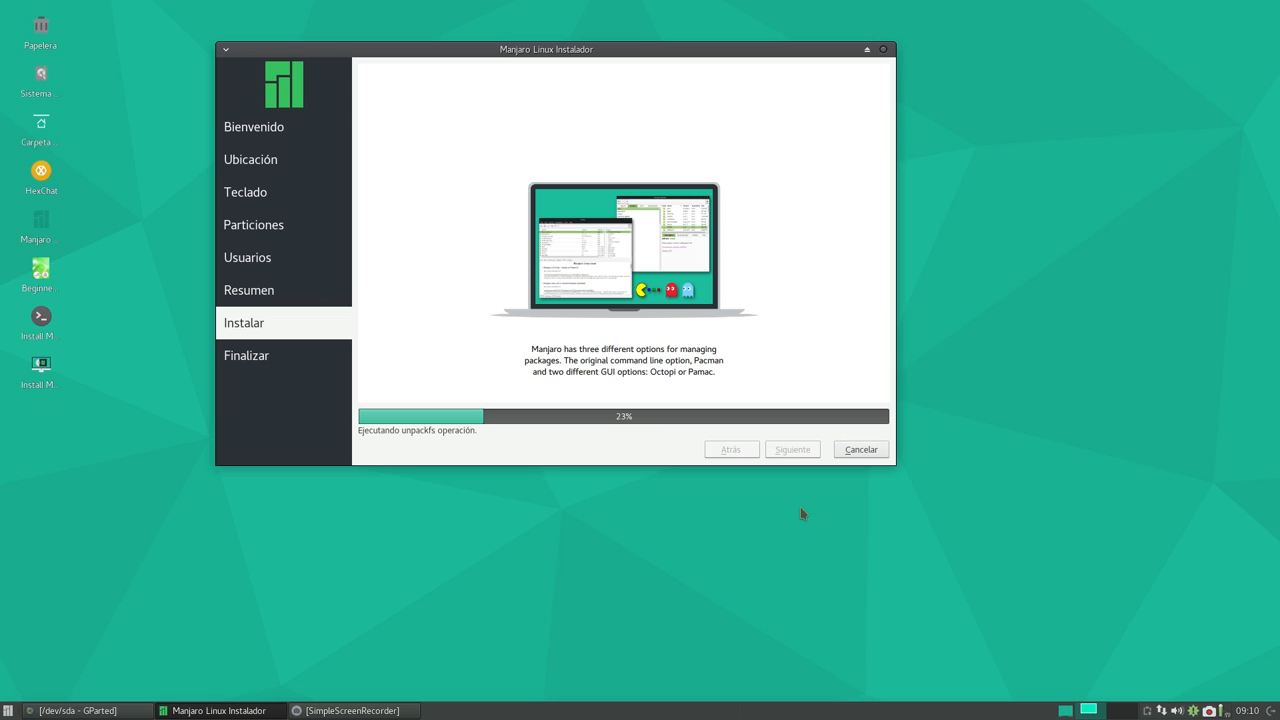 Papelera
Sistema ..
Carpeta ...
HexChat
Manjaro ..
Beginne..
Install M..
Install M..
Manjaro Linux Instalador
Bienvenido
Ubicación
Teclado
Particiones
Usuarios
Resumen
Instalar
Finalizar
Manjaro has three different options for managing
packages. The original command line option, Pacman
and two different GUI options: Octopi or Pamac.
23%
Ejecutando unpackfs operación.
Atrás
Siguiente
Cancelar
[/dev/sda - GParted]
Manjaro Linux Instalador
[SimpleScreenRecorder]
09:10